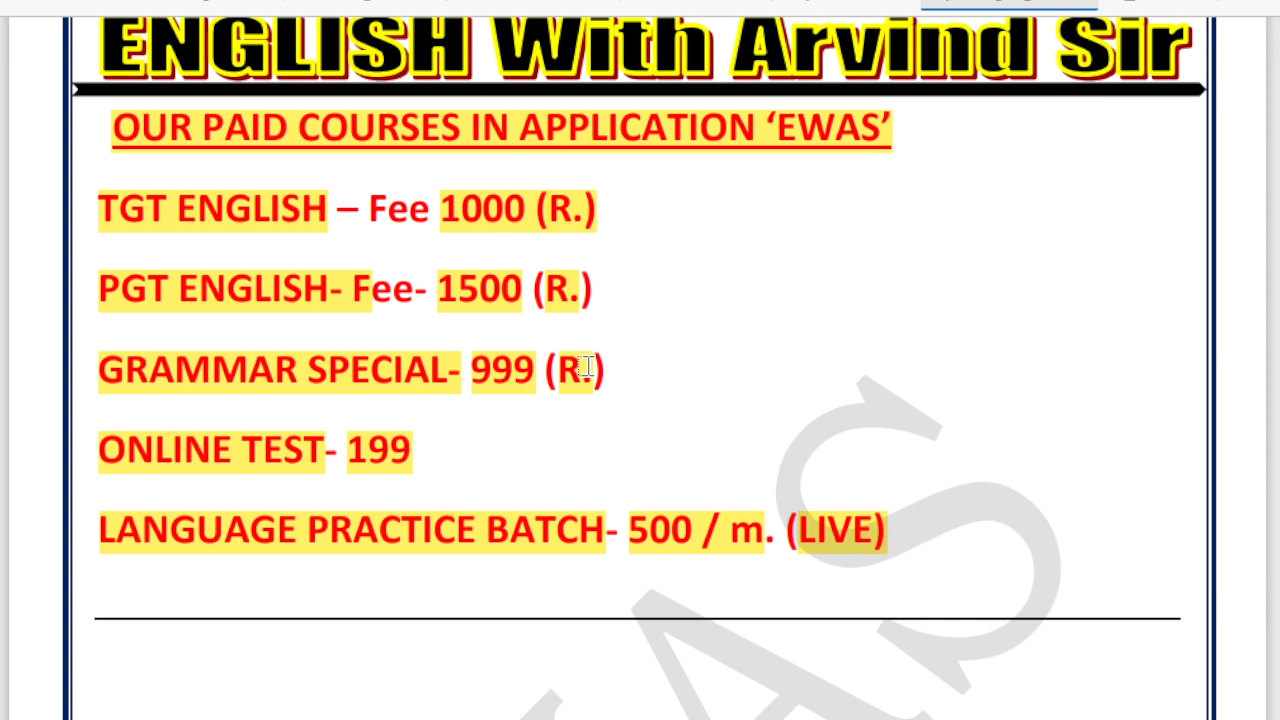 ENGLISH With Arvind Sir
OUR PAID COURSES IN APPLICATION ‘EWAS’
TGT ENGLISH – Fee 1000 (R.)
PGT ENGLISH- Fee- 1500 (R.)
GRAMMAR SPECIAL- 999 (R.)
ONLINE TEST- 199
LANGUAGE PRACTICE BATCH- 500 / m. (LIVE)